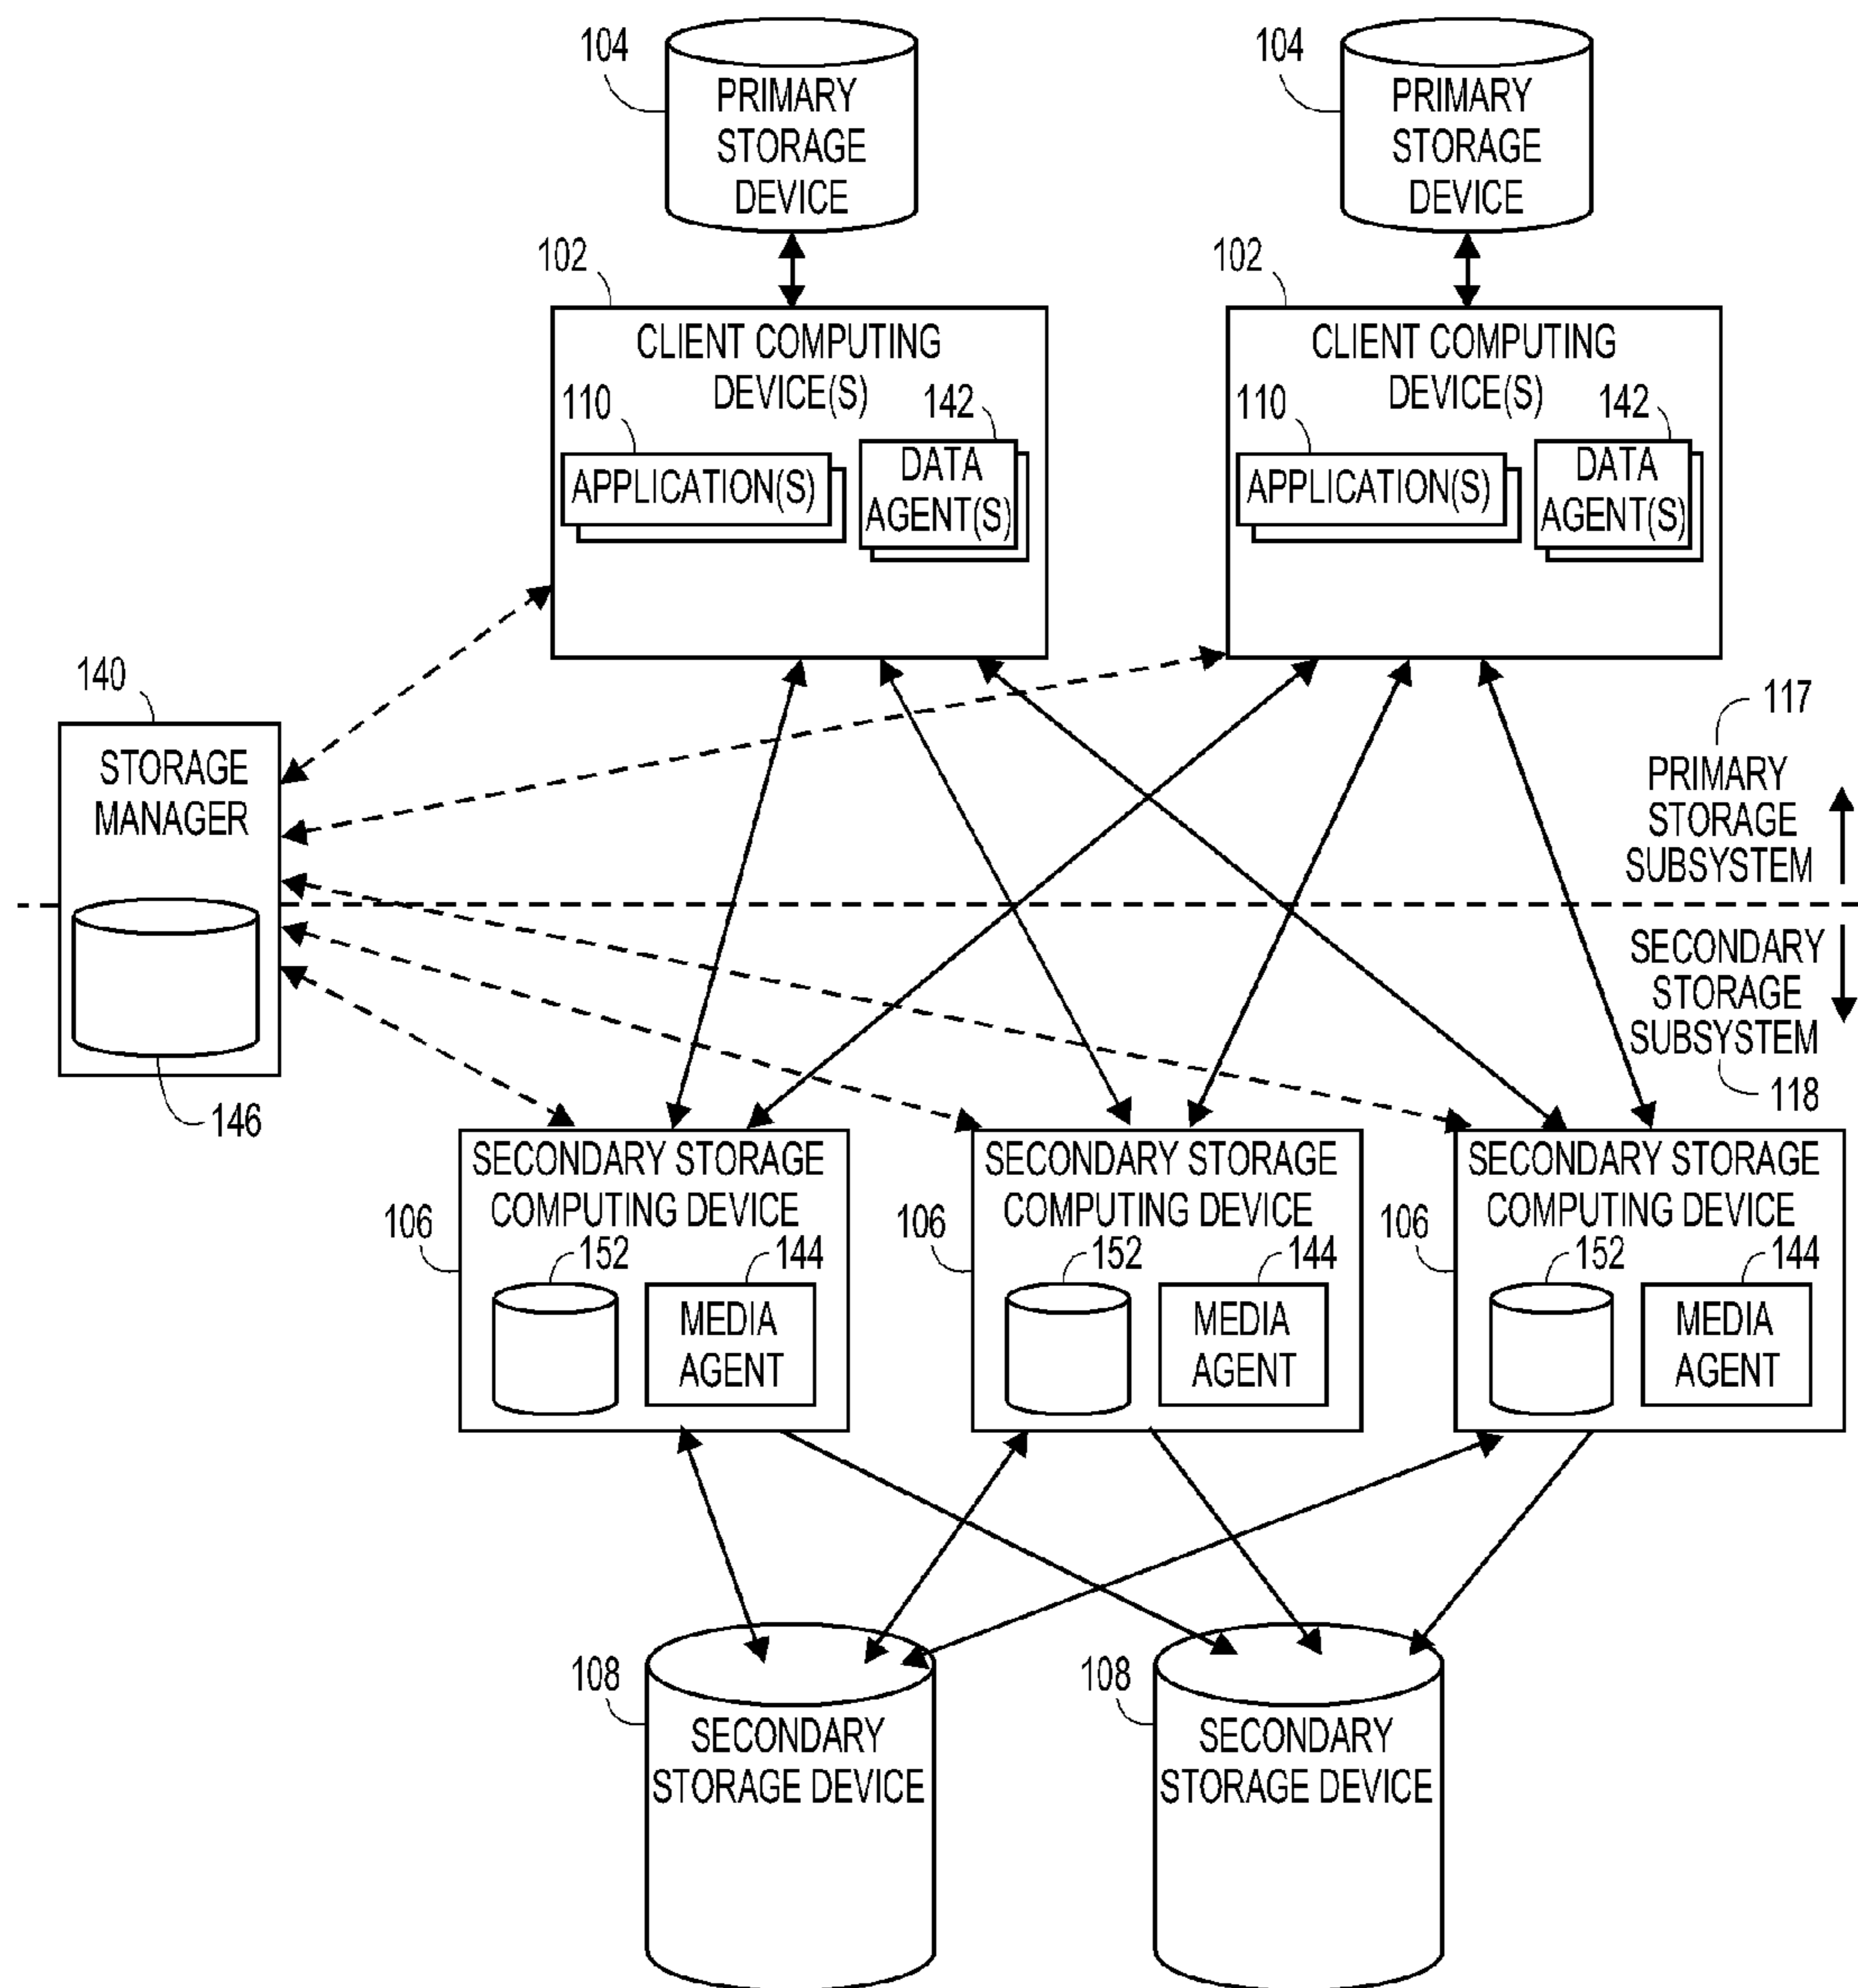 104
PRIMARY
STORAGE
DEVICE
104
PRIMARY
STORAGE
DEVICE
102
CLIENT COMPUTING
DEVICE(S)
110
APPLICATION(S)
142
DATA
AGENT(S)
102
CLIENT COMPUTING
DEVICE(S)
110
APPLICATION(S)
142
DATA
AGENT(S)
140
STORAGE
MANAGER
146
117
PRIMARY
STORAGE
SUBSYSTEM
SECONDARY
STORAGE
SUBSYSTEM
118
106
SECONDARY STORAGE
COMPUTING DEVICE
152
144
MEDIA
AGENT
106
SECONDARY STORAGE
COMPUTING DEVICE
152
144
MEDIA
AGENT
106
SECONDARY STORAGE
COMPUTING DEVICE
152
144
MEDIA
AGENT
108
SECONDARY
STORAGE DEVICE
108
SECONDARY
STORAGE DEVICE